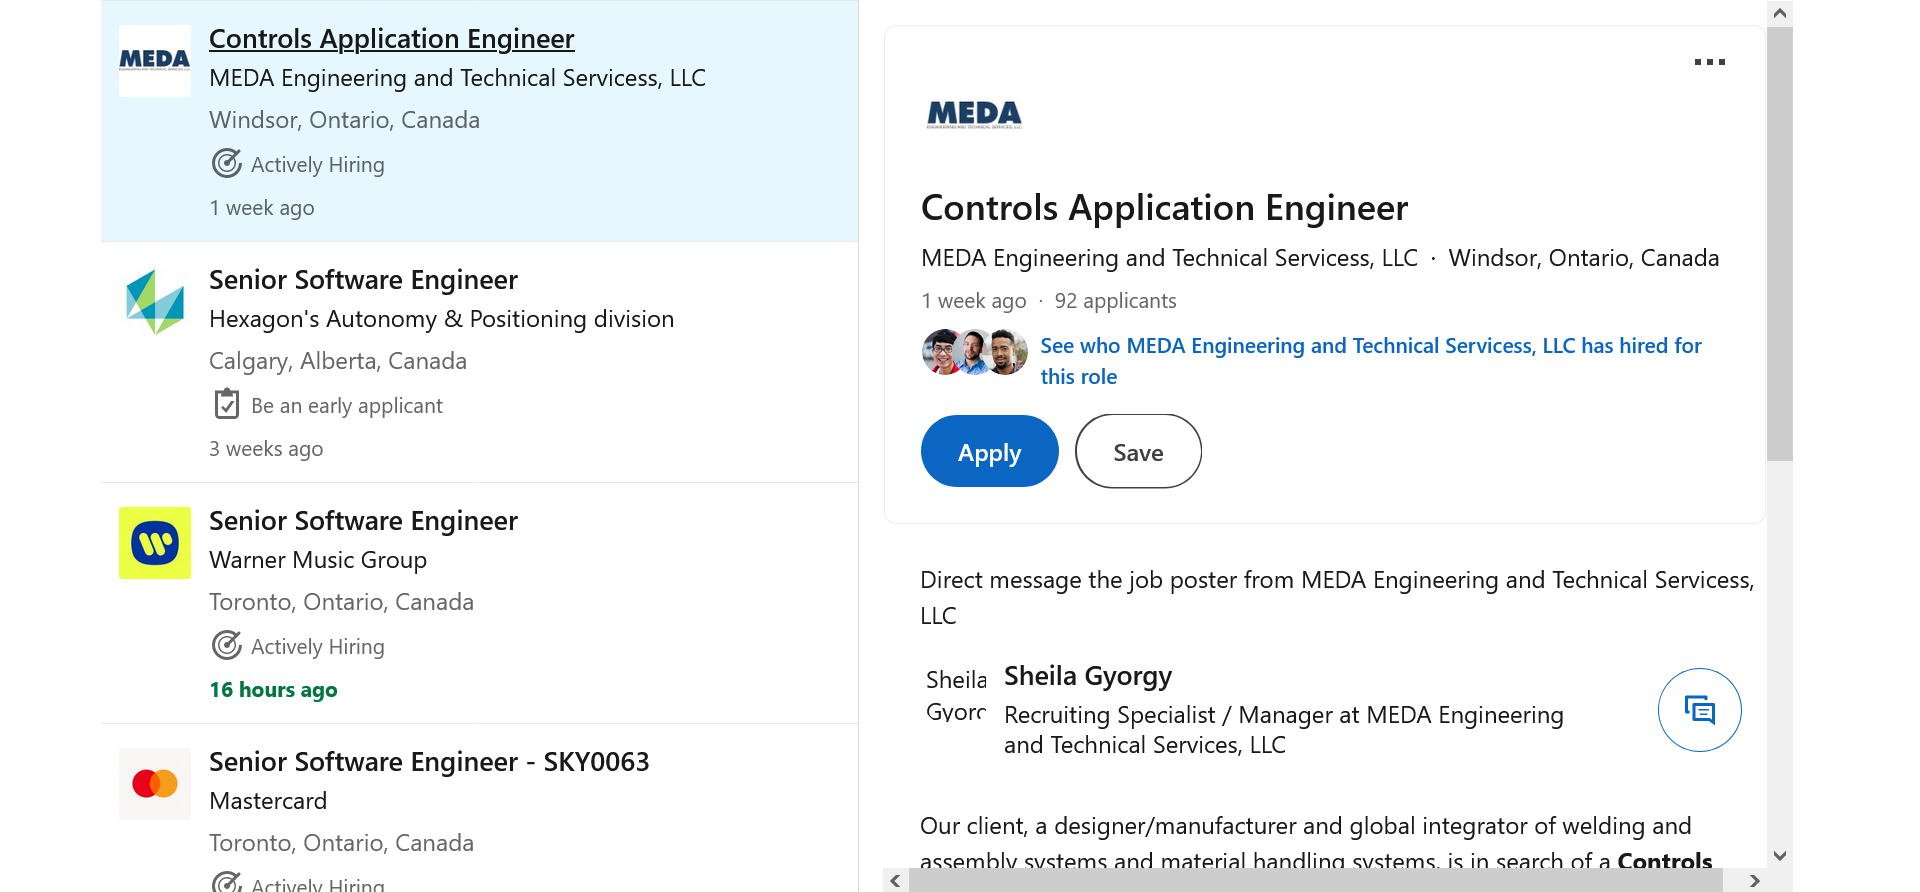 MEDA
Controls Application Engineer
MEDA Engineering and Technical Servicess, LLC
Windsor, Ontario, Canada
Actively Hiring
1 week ago
Senior Software Engineer
Hexagon's Autonomy & Positioning division
Calgary, Alberta, Canada
Be an early applicant
3 weeks ago
Senior Software Engineer
Warner Music Group
Toronto, Ontario, Canada
Actively Hiring
16 hours ago
Senior Software Engineer - SKY0063
Mastercard
Toronto, Ontario, Canada
Actively Hiring
MEDA
ENGINEERING AND TECHNICAL SERVICES, LLC
Controls Application Engineer
MEDA Engineering and Technical Servicess, LLC · Windsor, Ontario, Canada
1 week ago · 92 applicants
See who MEDA Engineering and Technical Servicess, LLC has hired for
this role
Apply Save
Direct message the job poster from MEDA Engineering and Technical Servicess,
LLC
Sheila
Gyorg
Sheila Gyorgy
Recruiting Specialist / Manager at MEDA Engineering
and Technical Services, LLC
Our client, a designer/manufacturer and global integrator of welding and
assembly systems and material handling systems, is in search of a Controls